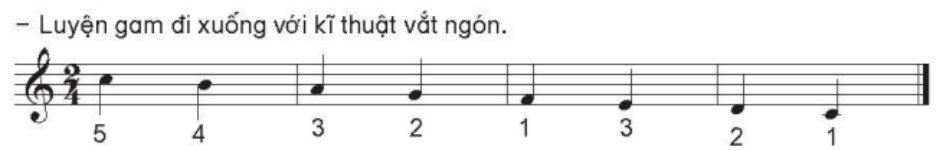 – Luyện gam đi xuống với kĩ thuật vắt ngón.
2
4
5 4 3 2 1 3 2 1